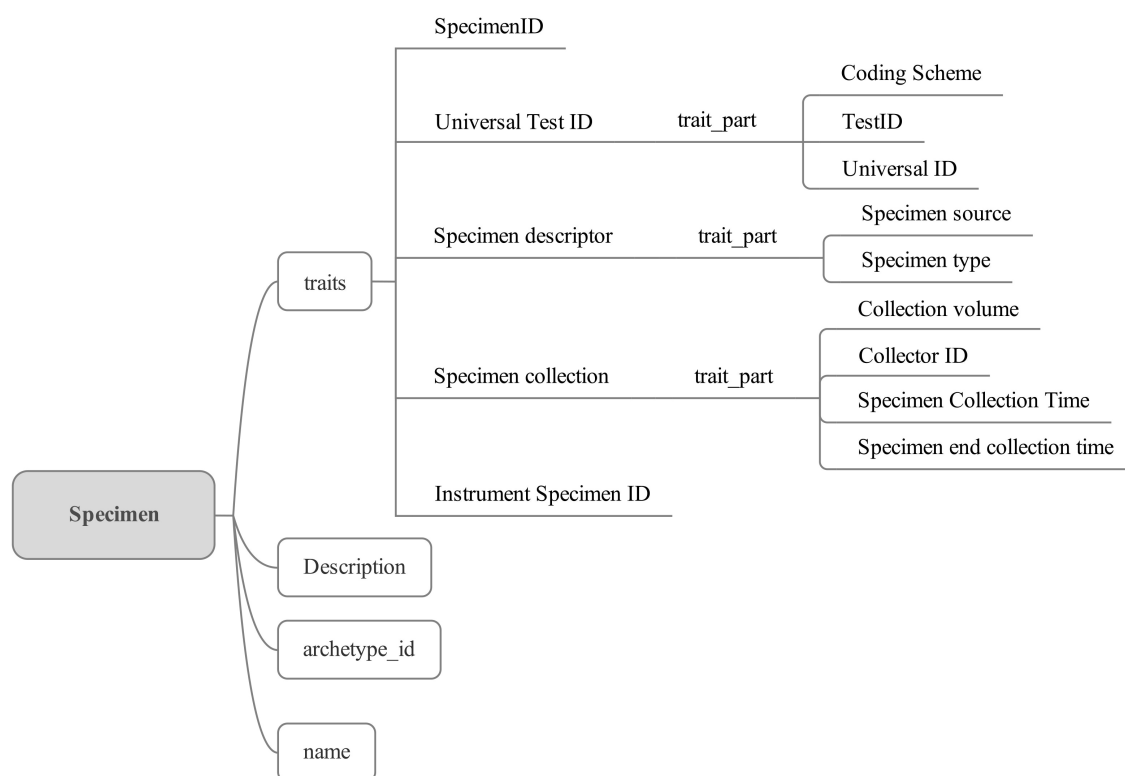 SpecimenID
Coding Scheme
Universal Test ID
trait_part
TestID
Universal ID
Specimen source
Specimen descriptor
trait_part
Specimen type
traits
Collection volume
Collector ID
Specimen collection
trait_part
Specimen Collection Time
Specimen end collection time
Instrument Specimen ID
Specimen
Description
archetype_id
name